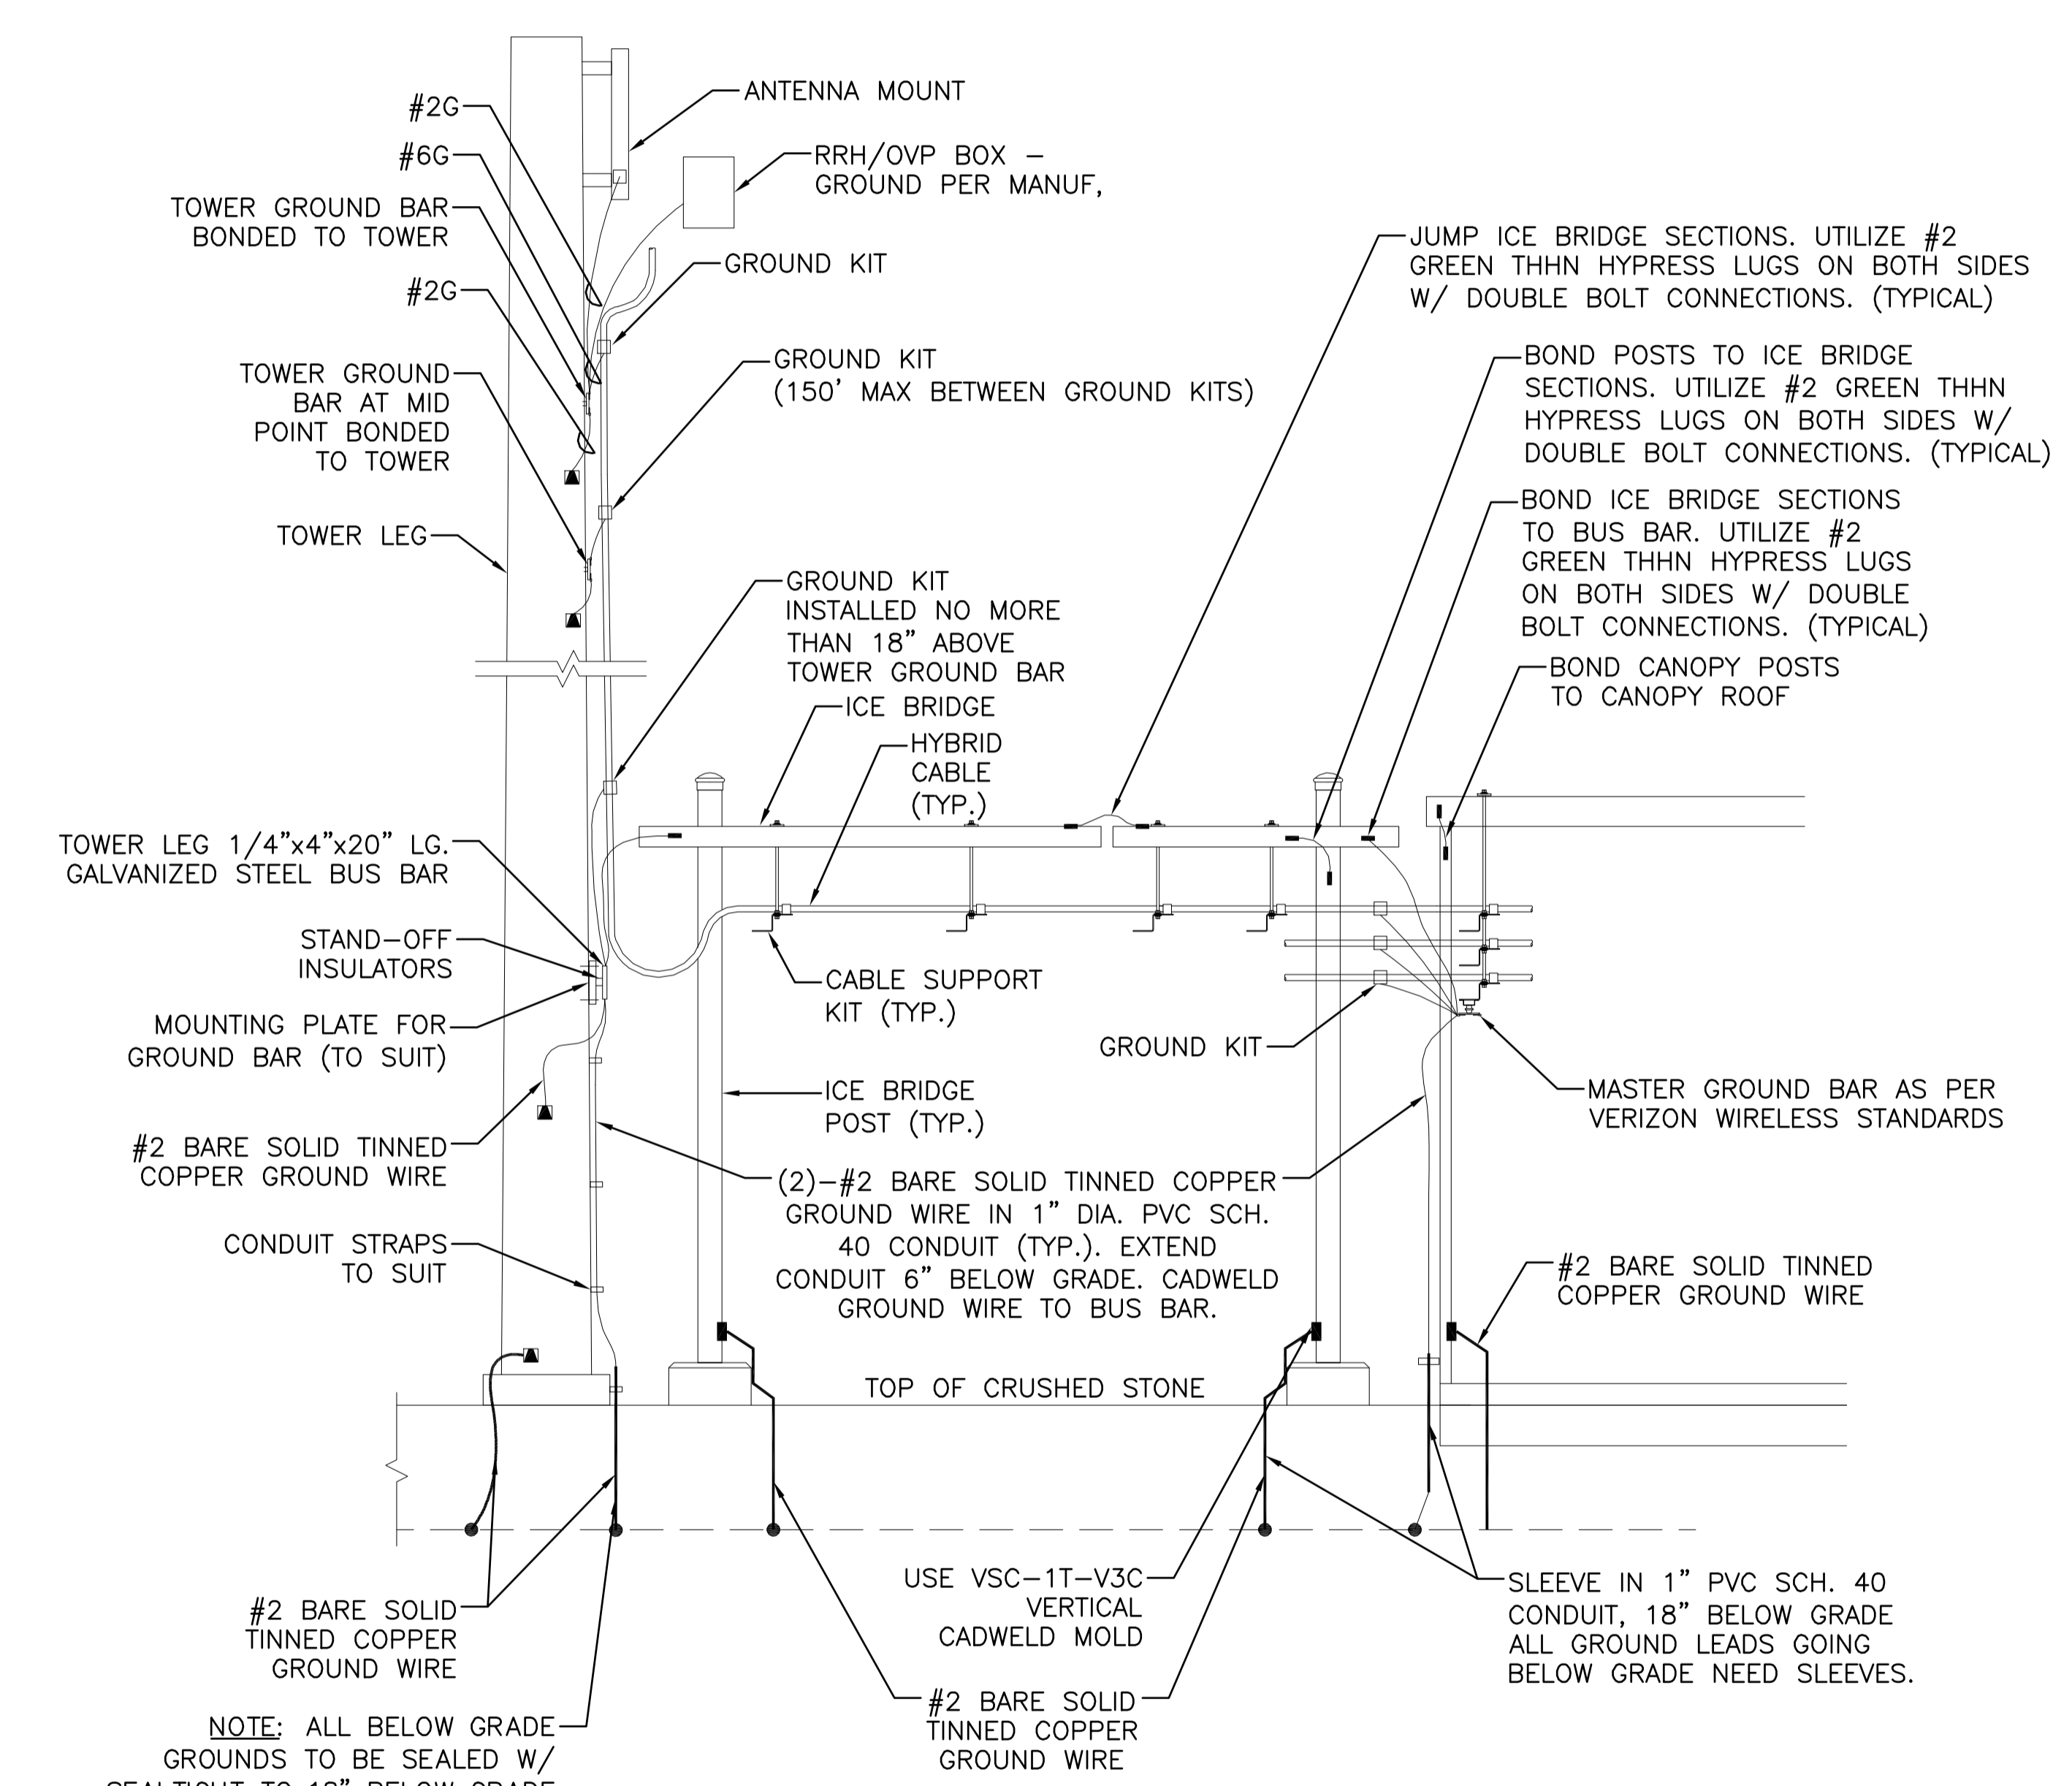 ANTENNA MOUNT
#2G
#6G
RRH/OVP BOX –
GROUND PER MANUF,
TOWER GROUND BAR
BONDED TO TOWER
GROUND KIT
#2G
JUMP ICE BRIDGE SECTIONS. UTILIZE #2
GREEN THHN HYPRESS LUGS ON BOTH SIDES
W/ DOUBLE BOLT CONNECTIONS. (TYPICAL)
GROUND KIT
(150' MAX BETWEEN GROUND KITS)
BOND POSTS TO ICE BRIDGE
SECTIONS. UTILIZE #2 GREEN THHN
HYPRESS LUGS ON BOTH SIDES W/
DOUBLE BOLT CONNECTIONS. (TYPICAL)
TOWER GROUND
BAR AT MID
POINT BONDED
TO TOWER
BOND ICE BRIDGE SECTIONS
TO BUS BAR. UTILIZE #2
GREEN THHN HYPRESS LUGS
ON BOTH SIDES W/ DOUBLE
BOLT CONNECTIONS. (TYPICAL)
TOWER LEG
GROUND KIT
INSTALLED NO MORE
THAN 18" ABOVE
TOWER GROUND BAR
BOND CANOPY POSTS
TO CANOPY ROOF
ICE BRIDGE
HYBRID
CABLE
(TYP.)
TOWER LEG 1/4"x4"x20" LG.
GALVANIZED STEEL BUS BAR
STAND-OFF
INSULATORS
CABLE SUPPORT
KIT (TYP.)
MOUNTING PLATE FOR
GROUND BAR (TO SUIT)
GROUND KIT
ICE BRIDGE
POST (TYP.)
MASTER GROUND BAR AS PER
VERIZON WIRELESS STANDARDS
#2 BARE SOLID TINNED
COPPER GROUND WIRE
(2)-#2 BARE SOLID TINNED COPPER
GROUND WIRE IN 1" DIA. PVC SCH.
40 CONDUIT (TYP.). EXTEND
CONDUIT 6" BELOW GRADE. CADWELD
GROUND WIRE TO BUS BAR.
CONDUIT STRAPS
TO SUIT
#2 BARE SOLID TINNED
COPPER GROUND WIRE
TOP OF CRUSHED STONE
#2 BARE SOLID
TINNED COPPER
GROUND WIRE
USE VSC-1T-V3C
VERTICAL
CADWELD MOLD
SLEEVE IN 1" PVC SCH. 40
CONDUIT, 18" BELOW GRADE
ALL GROUND LEADS GOING
BELOW GRADE NEED SLEEVES.
#2 BARE SOLID
TINNED COPPER
GROUND WIRE
NOTE: ALL BELOW GRADE
GROUNDS TO BE SEALED W/
SEALTIGHT TO 18" BELOW GRADE